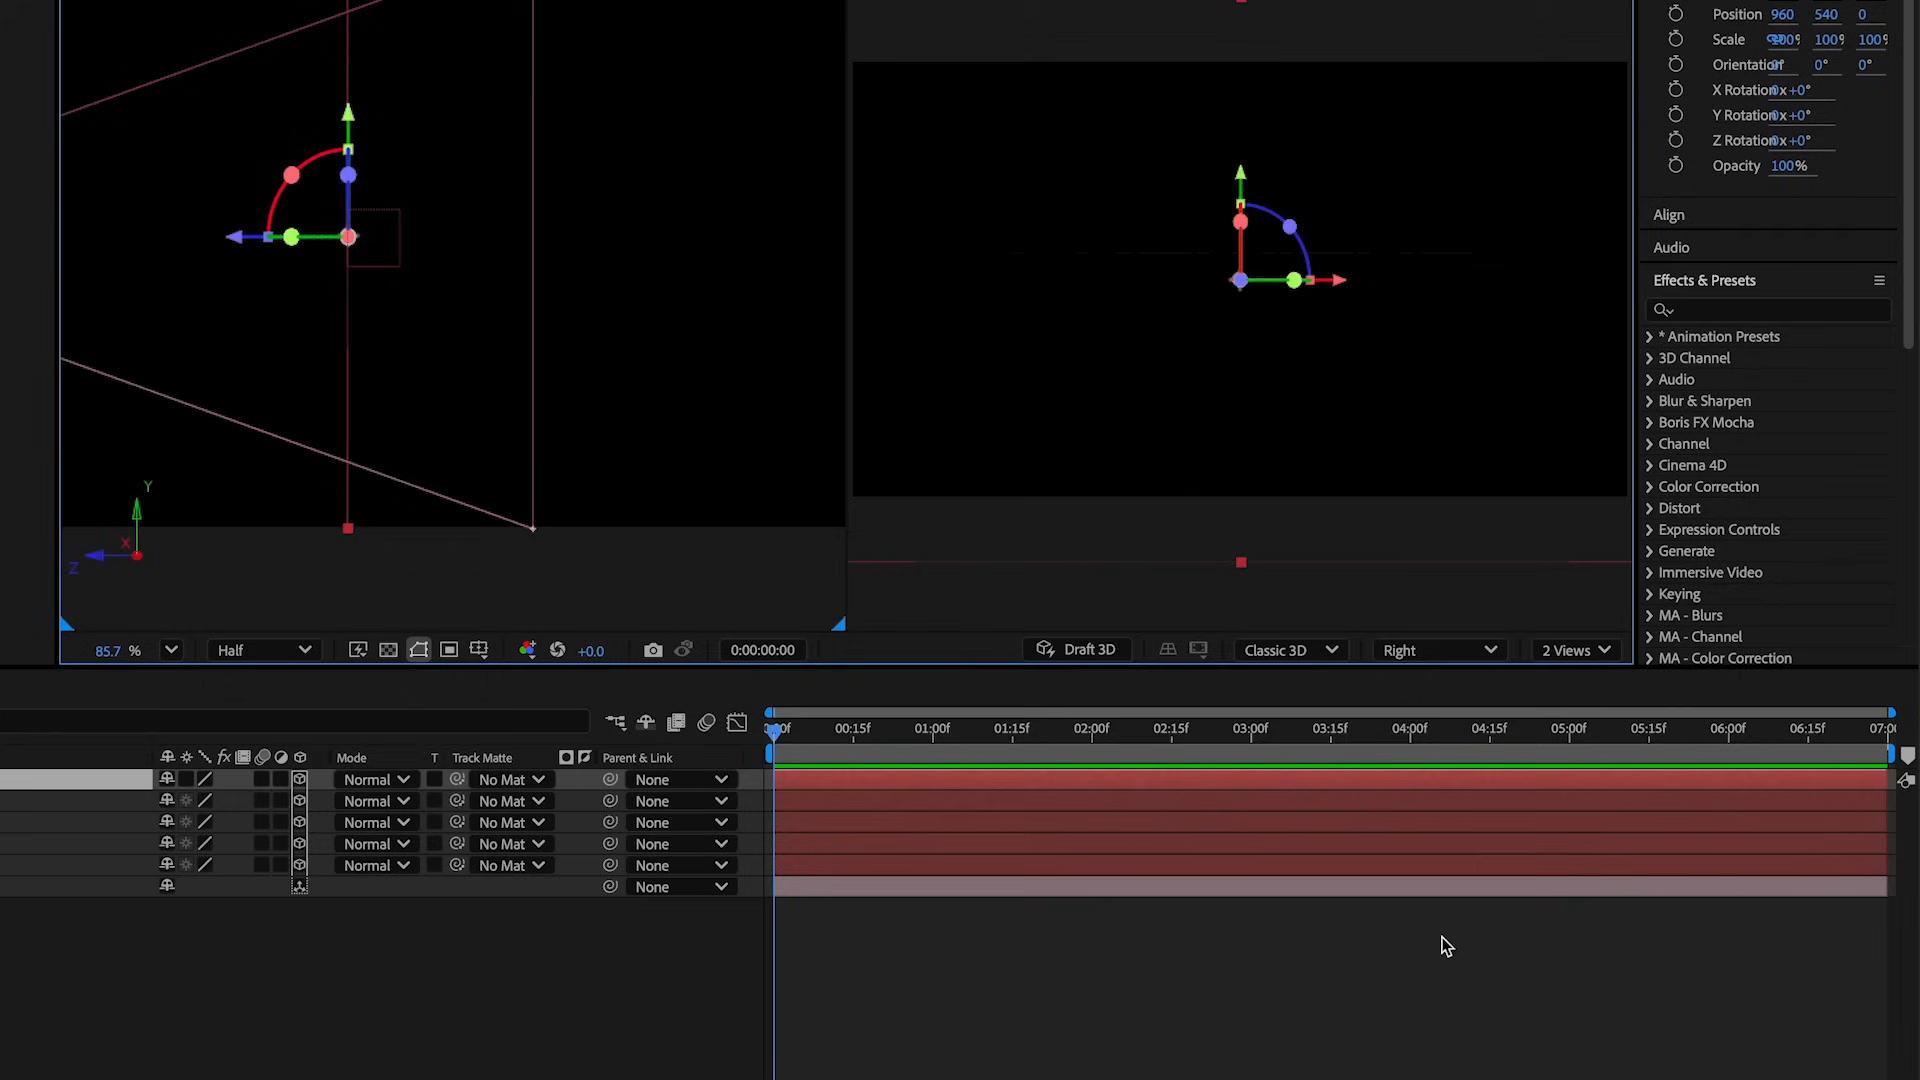 Position 960 540 0
Scale 100% 100% 100%
Orientation 0° 0° 0°
X Rotation 0x+0°
Y Rotation 0x+0°
Z Rotation 0x+0°
Opacity 100%
Align
Audio
Effects & Presets
* Animation Presets
3D Channel
Audio
Blur & Sharpen
Boris FX Mocha
Channel
Cinema 4D
Color Correction
Distort
Expression Controls
Generate
Immersive Video
Keying
MA - Blurs
MA - Channel
MA - Color Correction
Y
X
Z
85.7 % Half +0.0 0:00:00:00 Draft 3D Classic 3D Right 2 Views
00:15f 01:00f 01:15f 02:00f 02:15f 03:00f 03:15f 04:00f 04:15f 05:00f 05:15f 06:00f 06:15f 07:00
fx Mode T Track Matte Parent & Link
Normal No Mat None
Normal No Mat None
Normal No Mat None
Normal No Mat None
Normal No Mat None
None